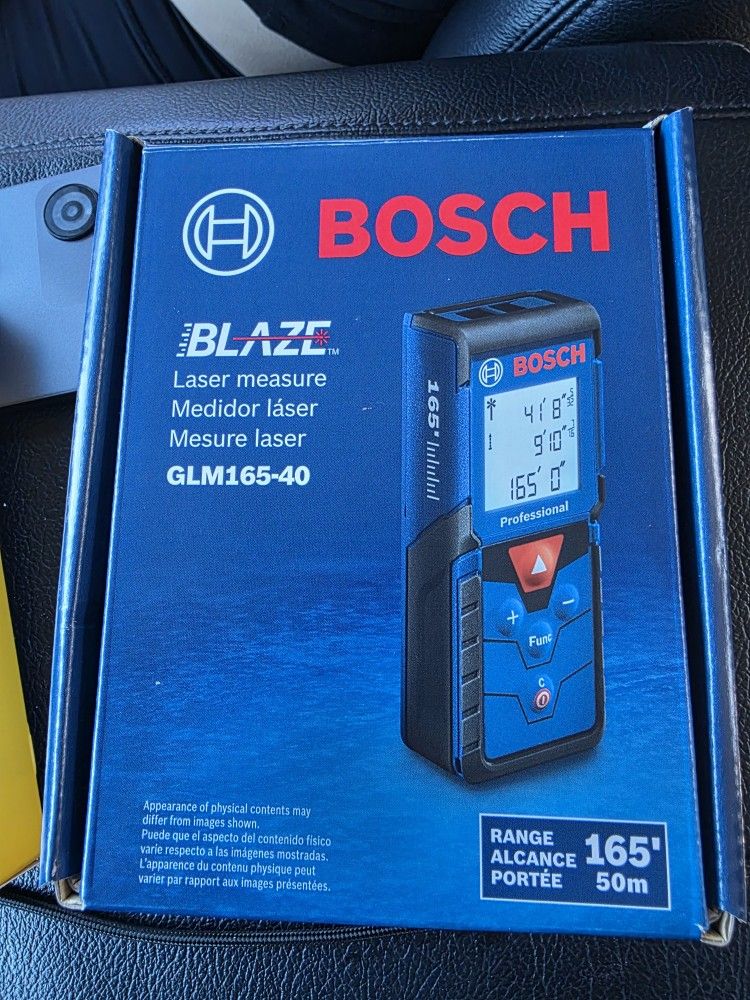 BOSCH
BLAZE™
Laser measure
Medidor láser
Mesure laser
GLM165-40
165'
BOSCH
41'8"
9'10"
165' 0"
Professional
+
−
Func
C
Appearance of physical contents may
differ from images shown.
Puede que el aspecto del contenido físico
varíe respecto a las imágenes mostradas.
L'apparence du contenu physique peut
varier par rapport aux images présentées.
RANGE
ALCANCE
PORTÉE
165'
50m